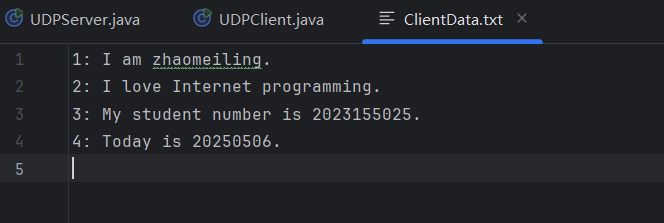 UDPServer.java UDPClient.java ClientData.txt
1 1: I am zhaomeiling.
2 2: I love Internet programming.
3 3: My student number is 2023155025.
4 4: Today is 20250506.
5